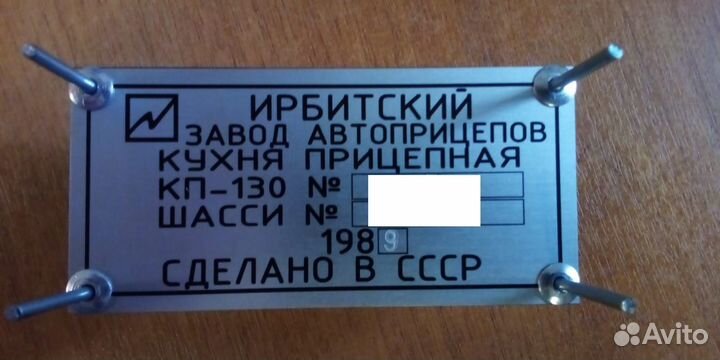 ИРБИТСКИЙ
ЗАВОД АВТОПРИЦЕПОВ
КУХНЯ ПРИЦЕПНАЯ
КП-130 №
ШАССИ №
1989
СДЕЛАНО В СССР
Avito